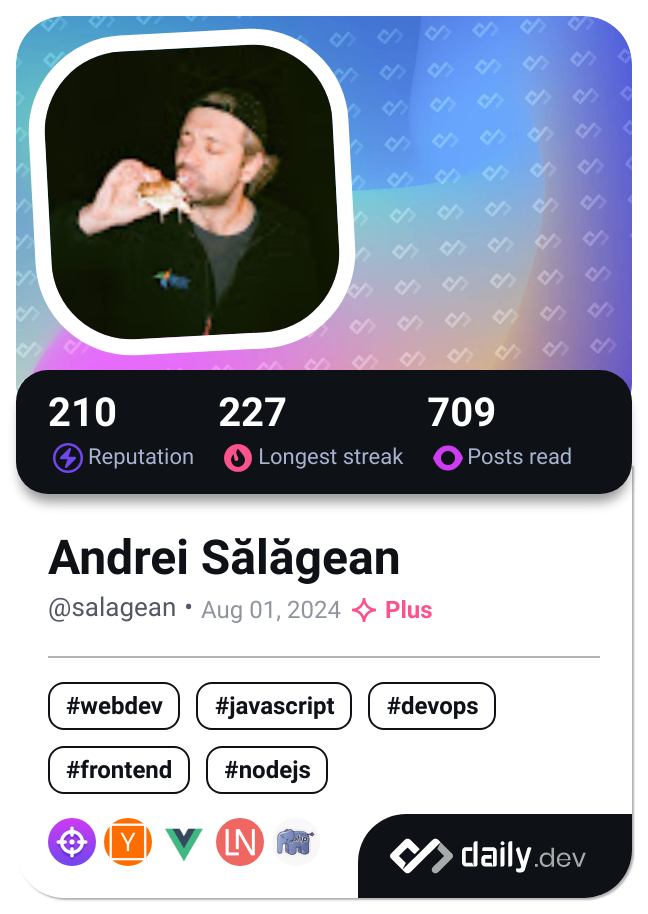 210 227 709
Reputation Longest streak Posts read
Andrei Sălăgean
@salagean • Aug 01, 2024 Plus
#webdev #javascript #devops
#frontend #nodejs
Y LN php
daily.dev